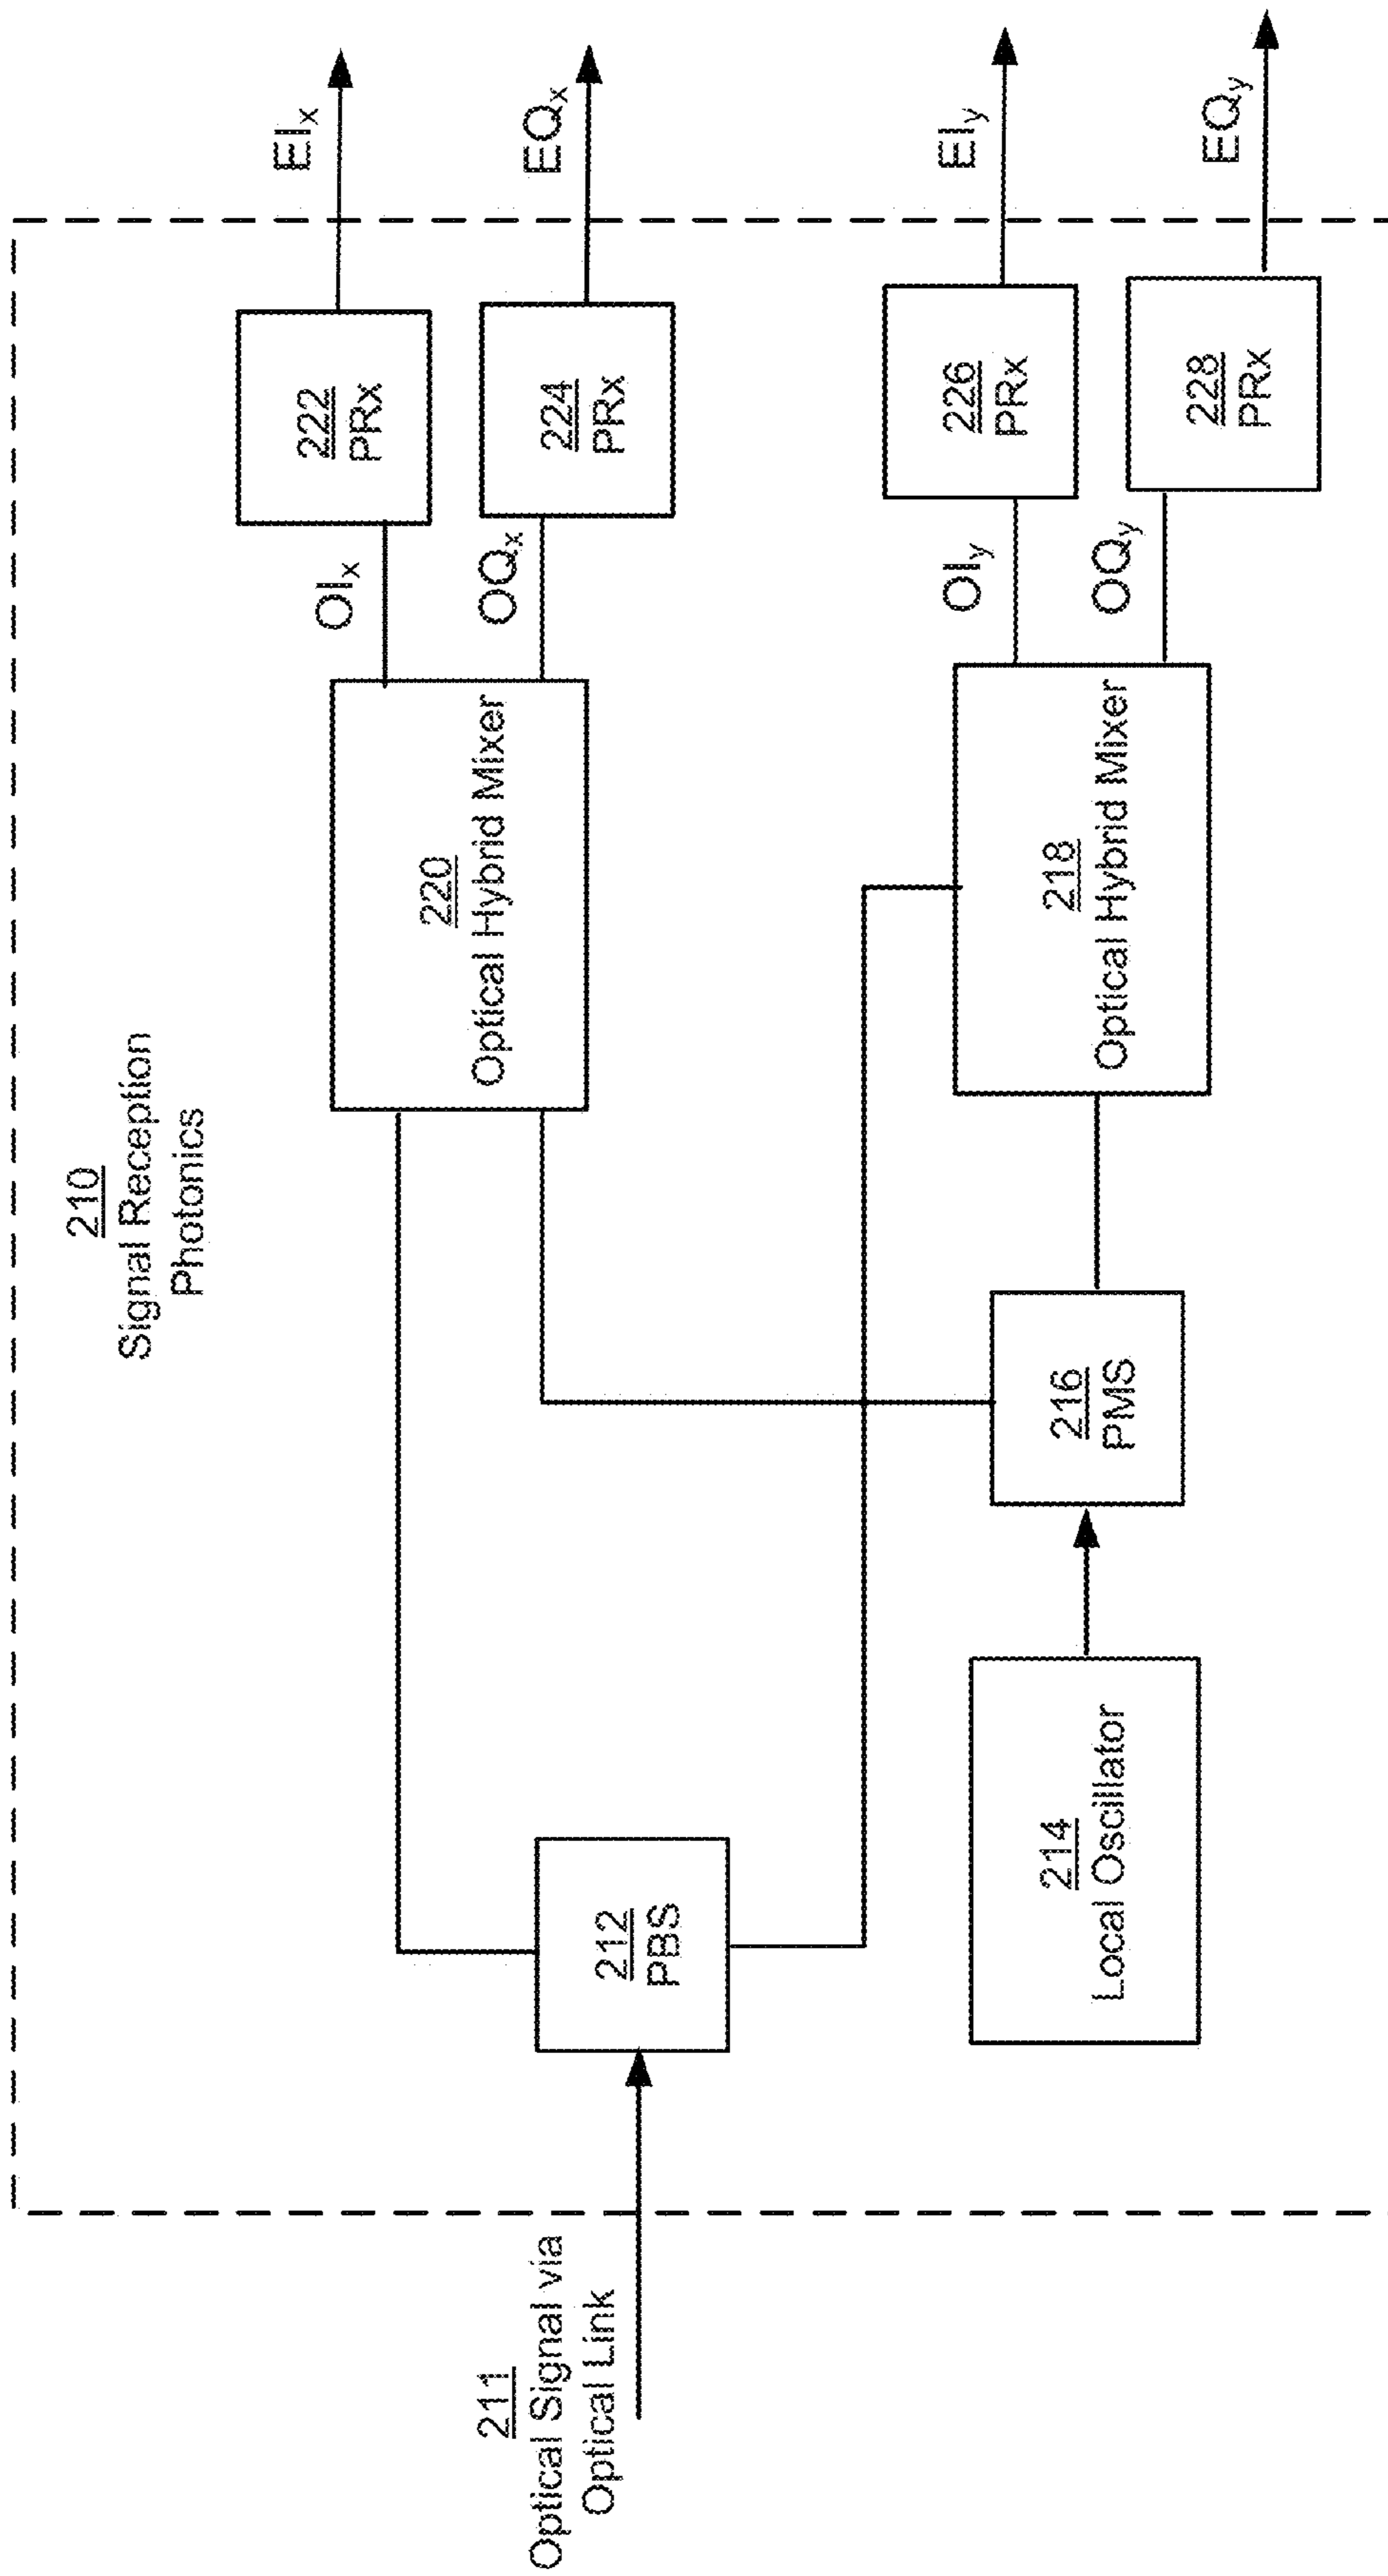 210
Signal Reception
Photonics
211
Optical Signal via
Optical Link
212
PBS
214
Local Oscillator
216
PMS
220
Optical Hybrid Mixer
218
Optical Hybrid Mixer
OIx
OQx
OIy
OQy
222
PRx
224
PRx
226
PRx
228
PRx
EIx
EQx
EIy
EQy